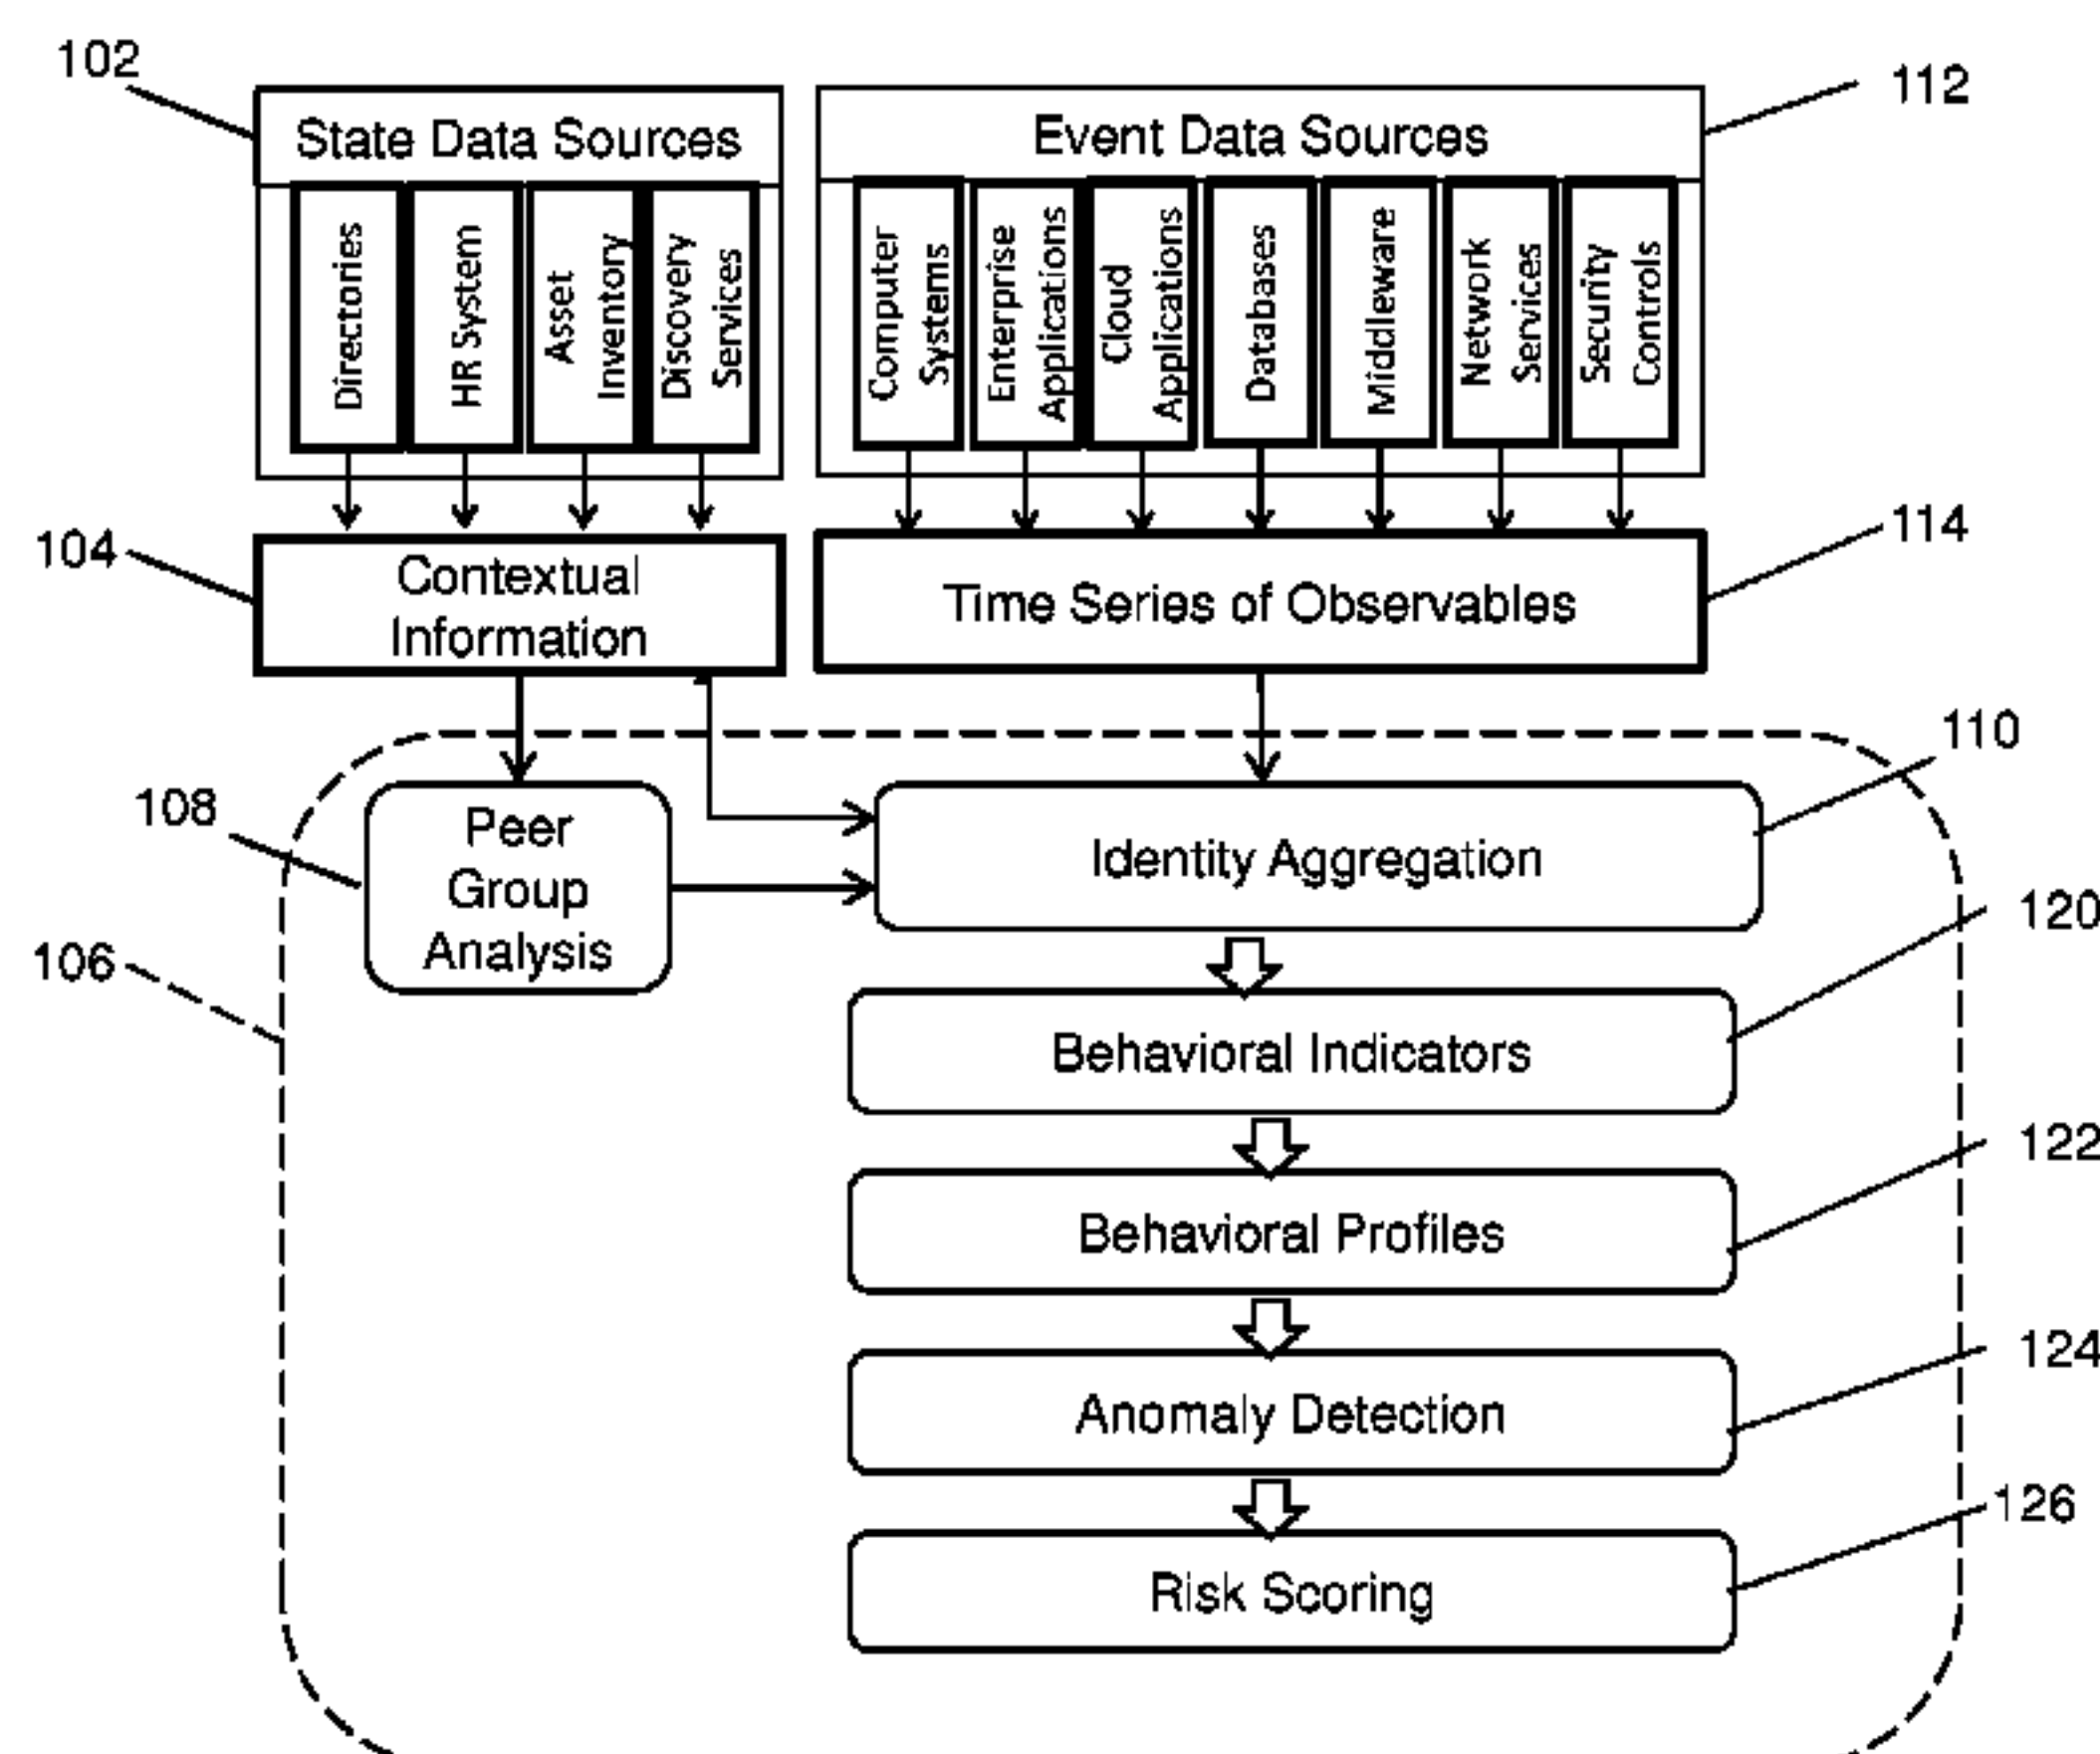 102
112
State Data Sources
Event Data Sources
Directories
HR System
Asset
Inventory
Discovery
Services
Computer
Systems
Enterprise
Applications
Cloud
Applications
Databases
Middleware
Network
Services
Security
Controls
104
114
Contextual
Information
Time Series of Observables
110
108
Peer
Group
Analysis
Identity Aggregation
120
106
Behavioral Indicators
122
Behavioral Profiles
124
Anomaly Detection
126
Risk Scoring